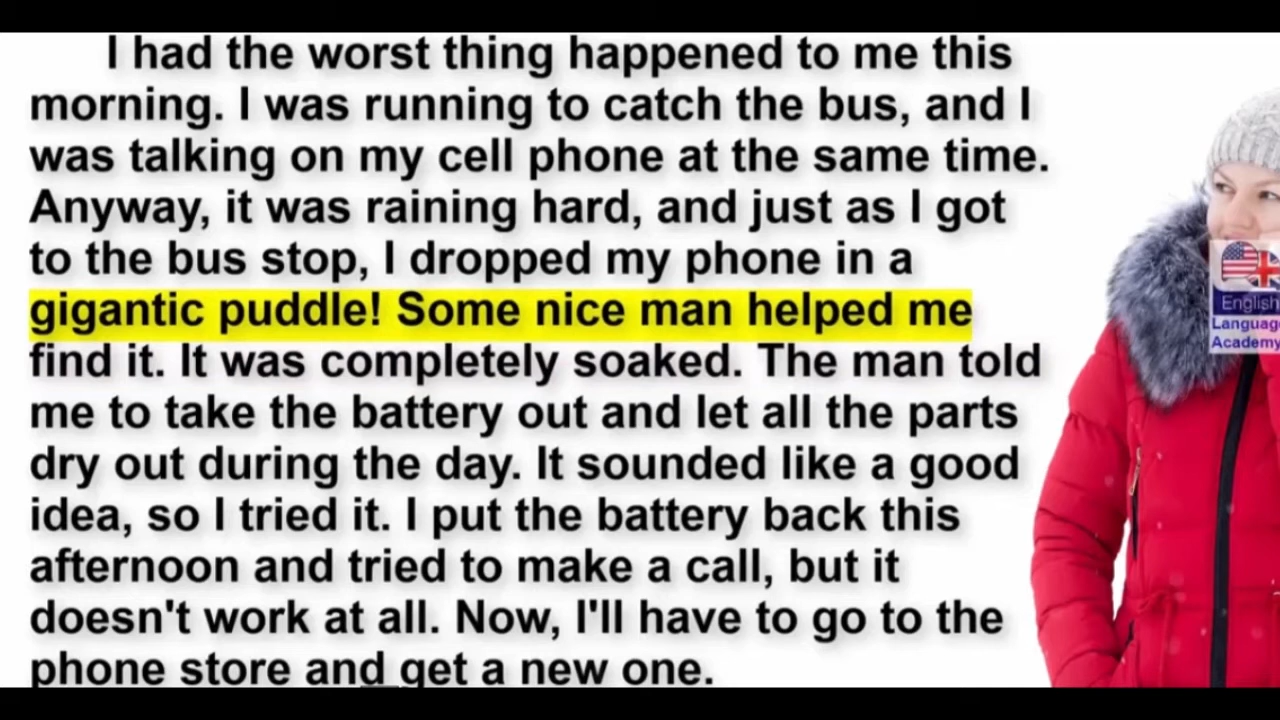 I had the worst thing happened to me this
morning. I was running to catch the bus, and I
was talking on my cell phone at the same time.
Anyway, it was raining hard, and just as I got
to the bus stop, I dropped my phone in a
gigantic puddle! Some nice man helped me
find it. It was completely soaked. The man told
me to take the battery out and let all the parts
dry out during the day. It sounded like a good
idea, so I tried it. I put the battery back this
afternoon and tried to make a call, but it
doesn't work at all. Now, I'll have to go to the
phone store and get a new one.
English
Language
Academy